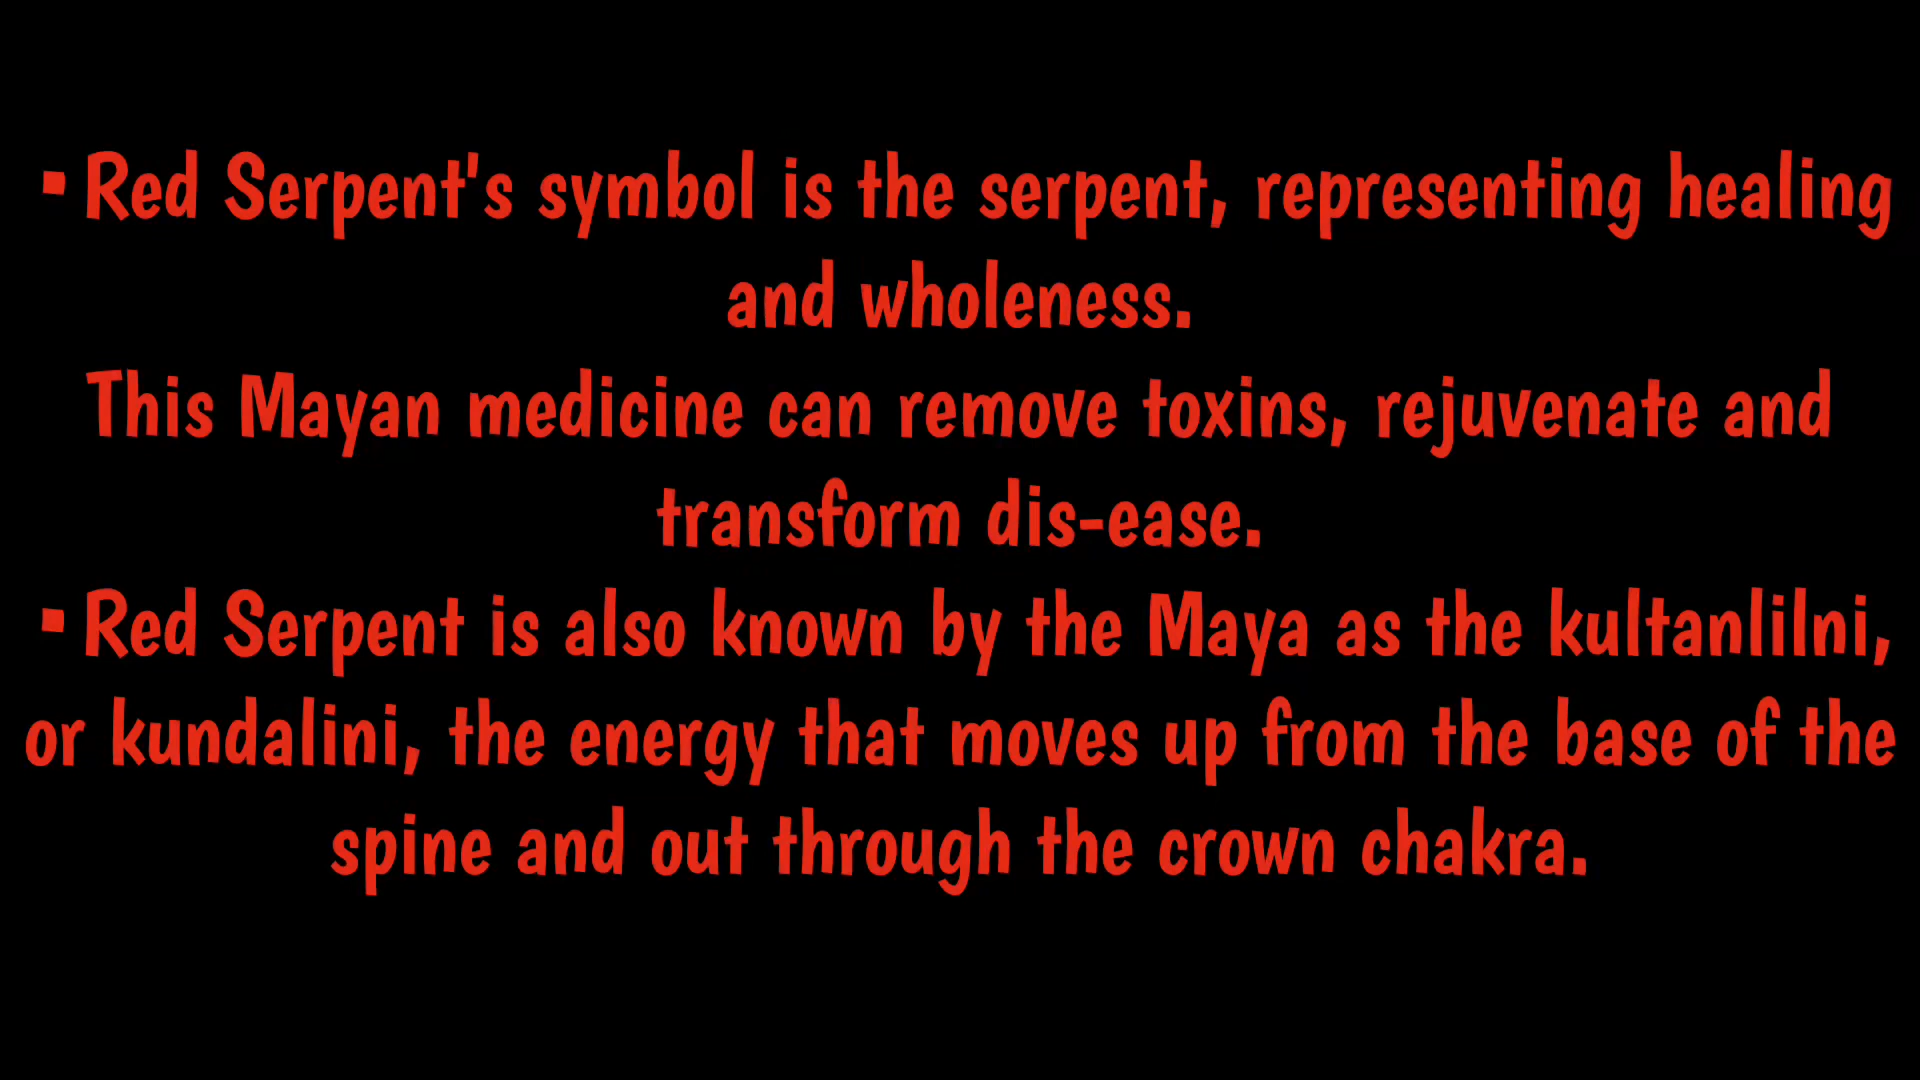 ▪ Red Serpent's symbol is the serpent, representing healing
and wholeness.
This Mayan medicine can remove toxins, rejuvenate and
transform dis-ease.
▪ Red Serpent is also known by the Maya as the kultanlilni,
or kundalini, the energy that moves up from the base of the
spine and out through the crown chakra.